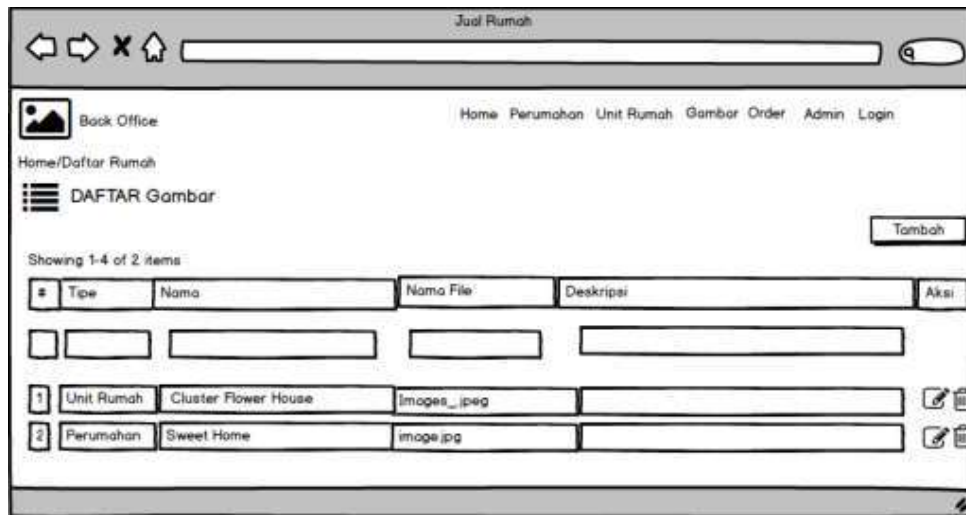 Jual Rumah
Back Office
Home Perumahan Unit Rumah Gambar Order Admin Login
Home/Daftar Rumah
DAFTAR Gambar
Tambah
Showing 1-4 of 2 items
# Tipe Nama Nama File Deskripsi Aksi
1 Unit Rumah Cluster Flower House Images_.jpeg
2 Perumahan Sweet Home image.jpg